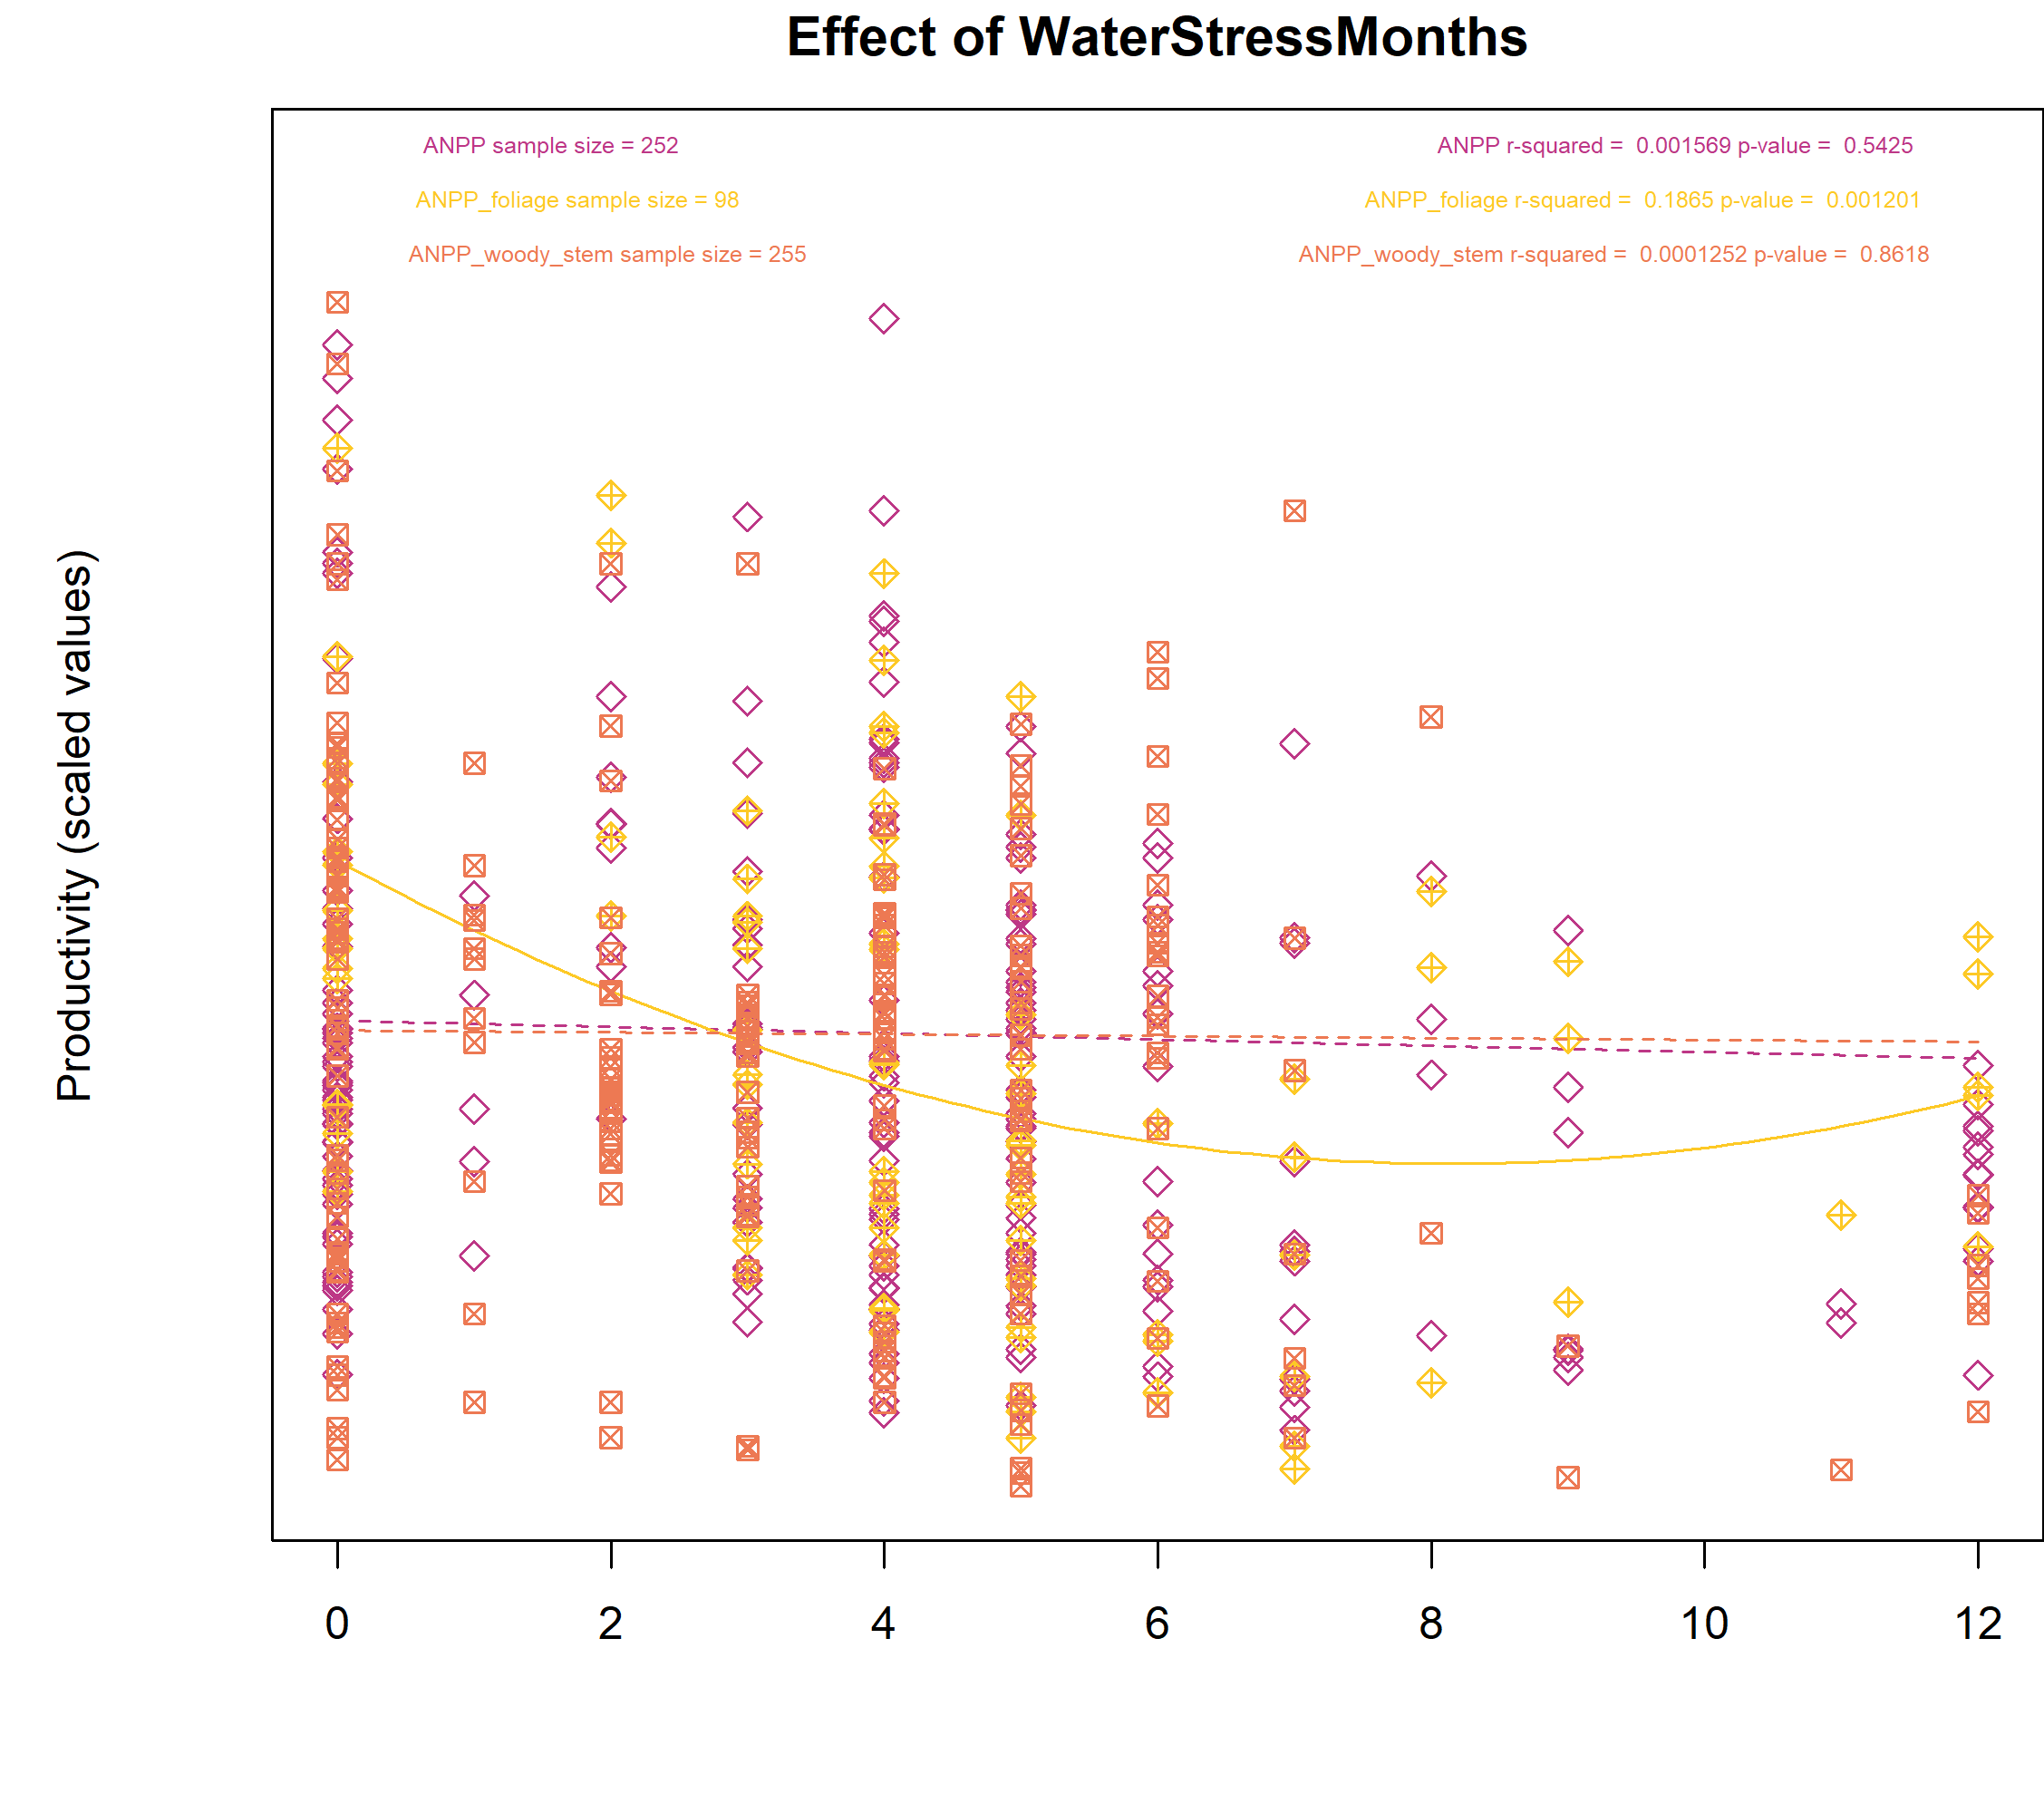 Effect of WaterStressMonths
ANPP sample size = 252
ANPP r-squared = 0.001569 p-value = 0.5425
ANPP_foliage sample size = 98
ANPP_foliage r-squared = 0.1865 p-value = 0.001201
ANPP_woody_stem sample size = 255
ANPP_woody_stem r-squared = 0.0001252 p-value = 0.8618
Productivity (scaled values)
0 2 4 6 8 10 12